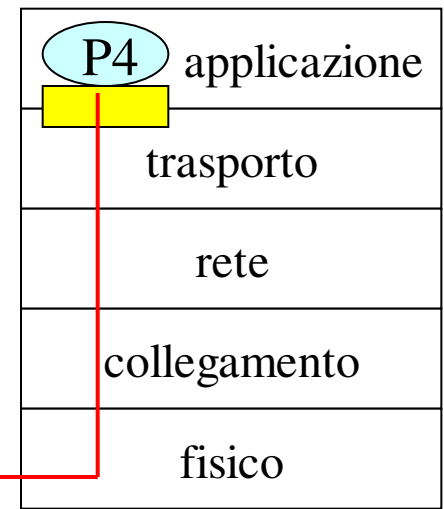 P4 applicazione
trasporto
rete
collegamento
fisico